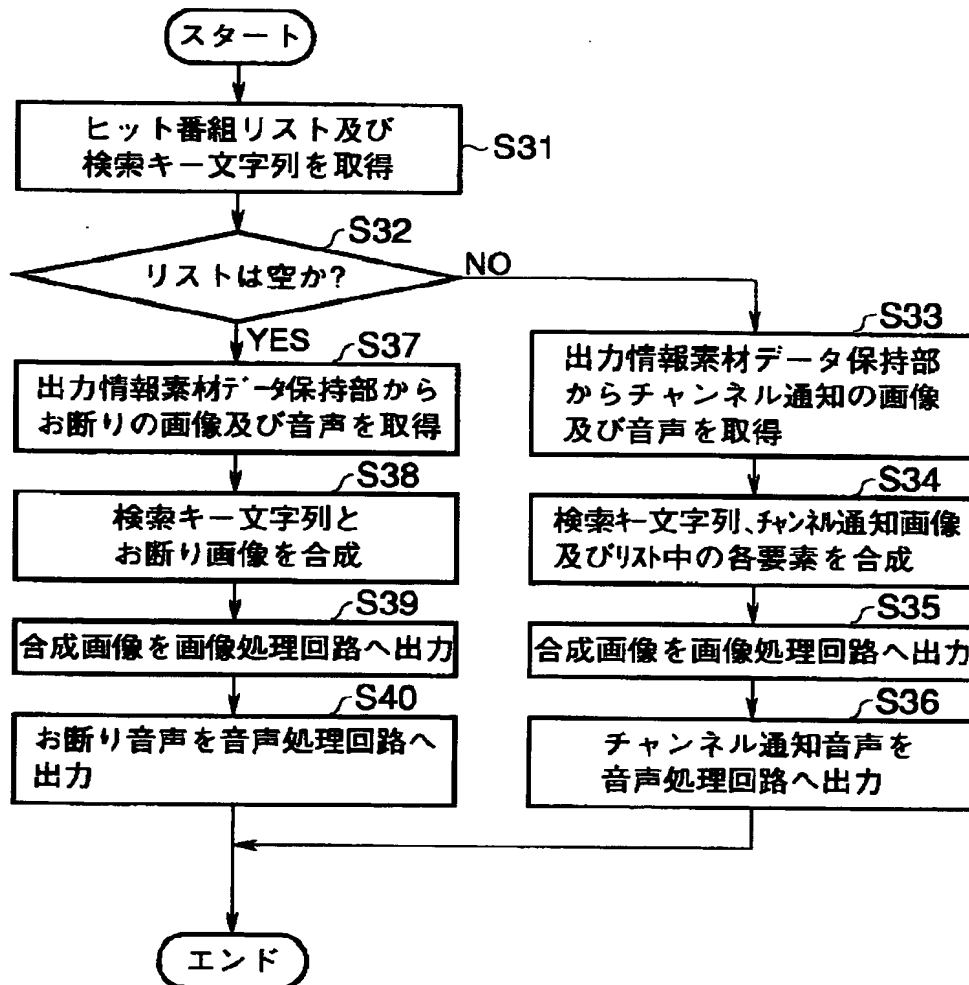 スタート
ヒット番組リスト及び
検索キー文字列を取得
S31
S32
リストは空か?
NO
YES
S37
出力情報素材データ保持部から
お断りの画像及び音声を取得
S38
検索キー文字列と
お断り画像を合成
S39
合成画像を画像処理回路へ出力
S40
お断り音声を音声処理回路へ
出力
S33
出力情報素材データ保持部
からチャンネル通知の画像
及び音声を取得
S34
検索キー文字列、チャンネル通知画像
及びリスト中の各要素を合成
S35
合成画像を画像処理回路へ出力
S36
チャンネル通知音声を
音声処理回路へ出力
エンド